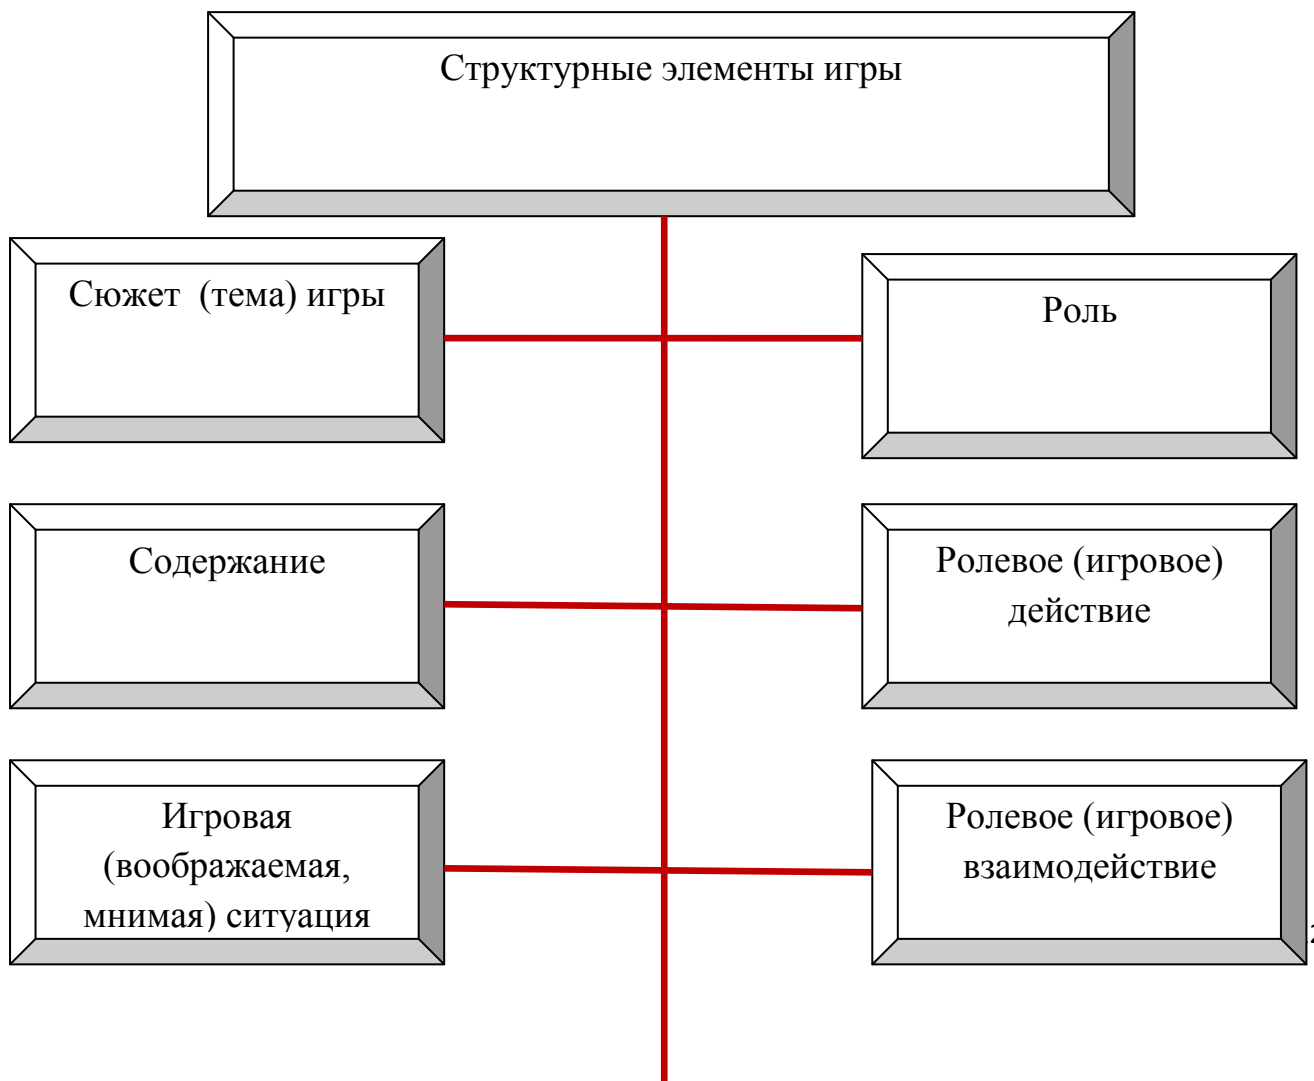 Структурные элементы игры
Сюжет (тема) игры
Роль
Содержание
Ролевое (игровое)
действие
Игровая
(воображаемая,
мнимая) ситуация
Ролевое (игровое)
взаимодействие